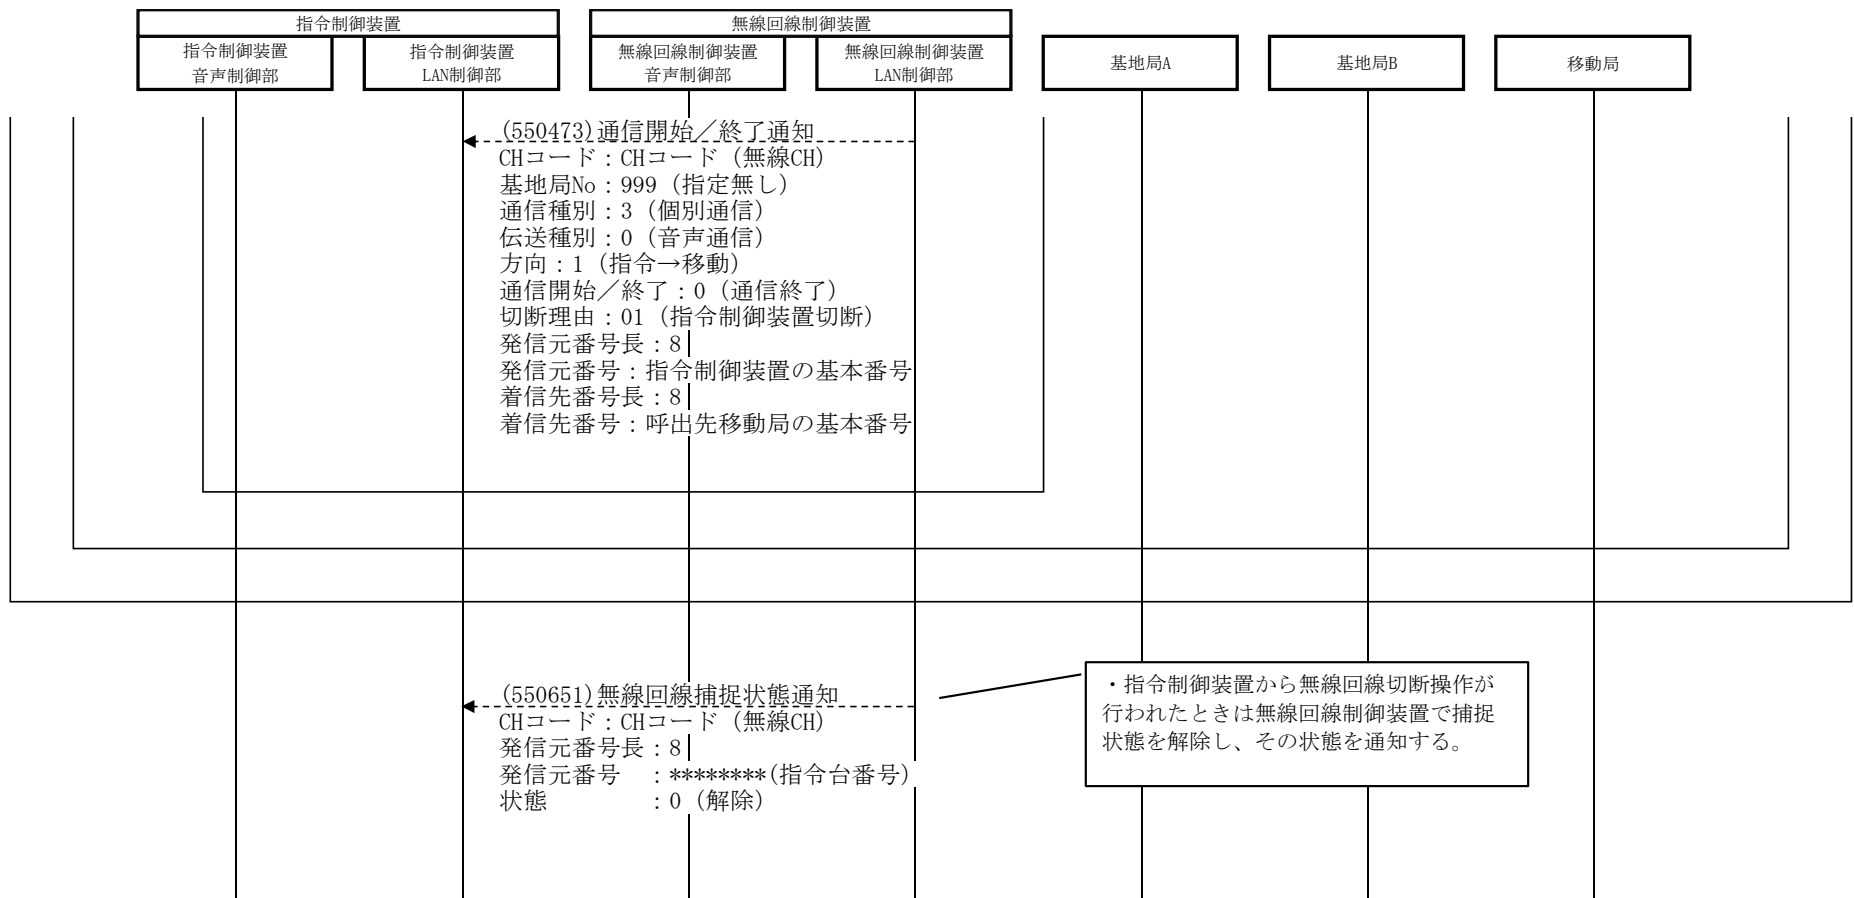 指令制御装置
無線回線制御装置
指令制御装置
音声制御部
指令制御装置
LAN制御部
無線回線制御装置
音声制御部
無線回線制御装置
LAN制御部
基地局A
基地局B
移動局
(550473)通信開始／終了通知
CHコード：CHコード（無線CH）
基地局No：999（指定無し）
通信種別：3（個別通信）
伝送種別：0（音声通信）
方向：1（指令→移動）
通信開始／終了：0（通信終了）
切断理由：01（指令制御装置切断）
発信元番号長：8
発信元番号：指令制御装置の基本番号
着信先番号長：8
着信先番号：呼出先移動局の基本番号
(550651)無線回線捕捉状態通知
CHコード：CHコード（無線CH）
発信元番号長：8
発信元番号　：********(指令台番号)
状態　　　　：0（解除）
・指令制御装置から無線回線切断操作が
行われたときは無線回線制御装置で捕捉
状態を解除し、その状態を通知する。